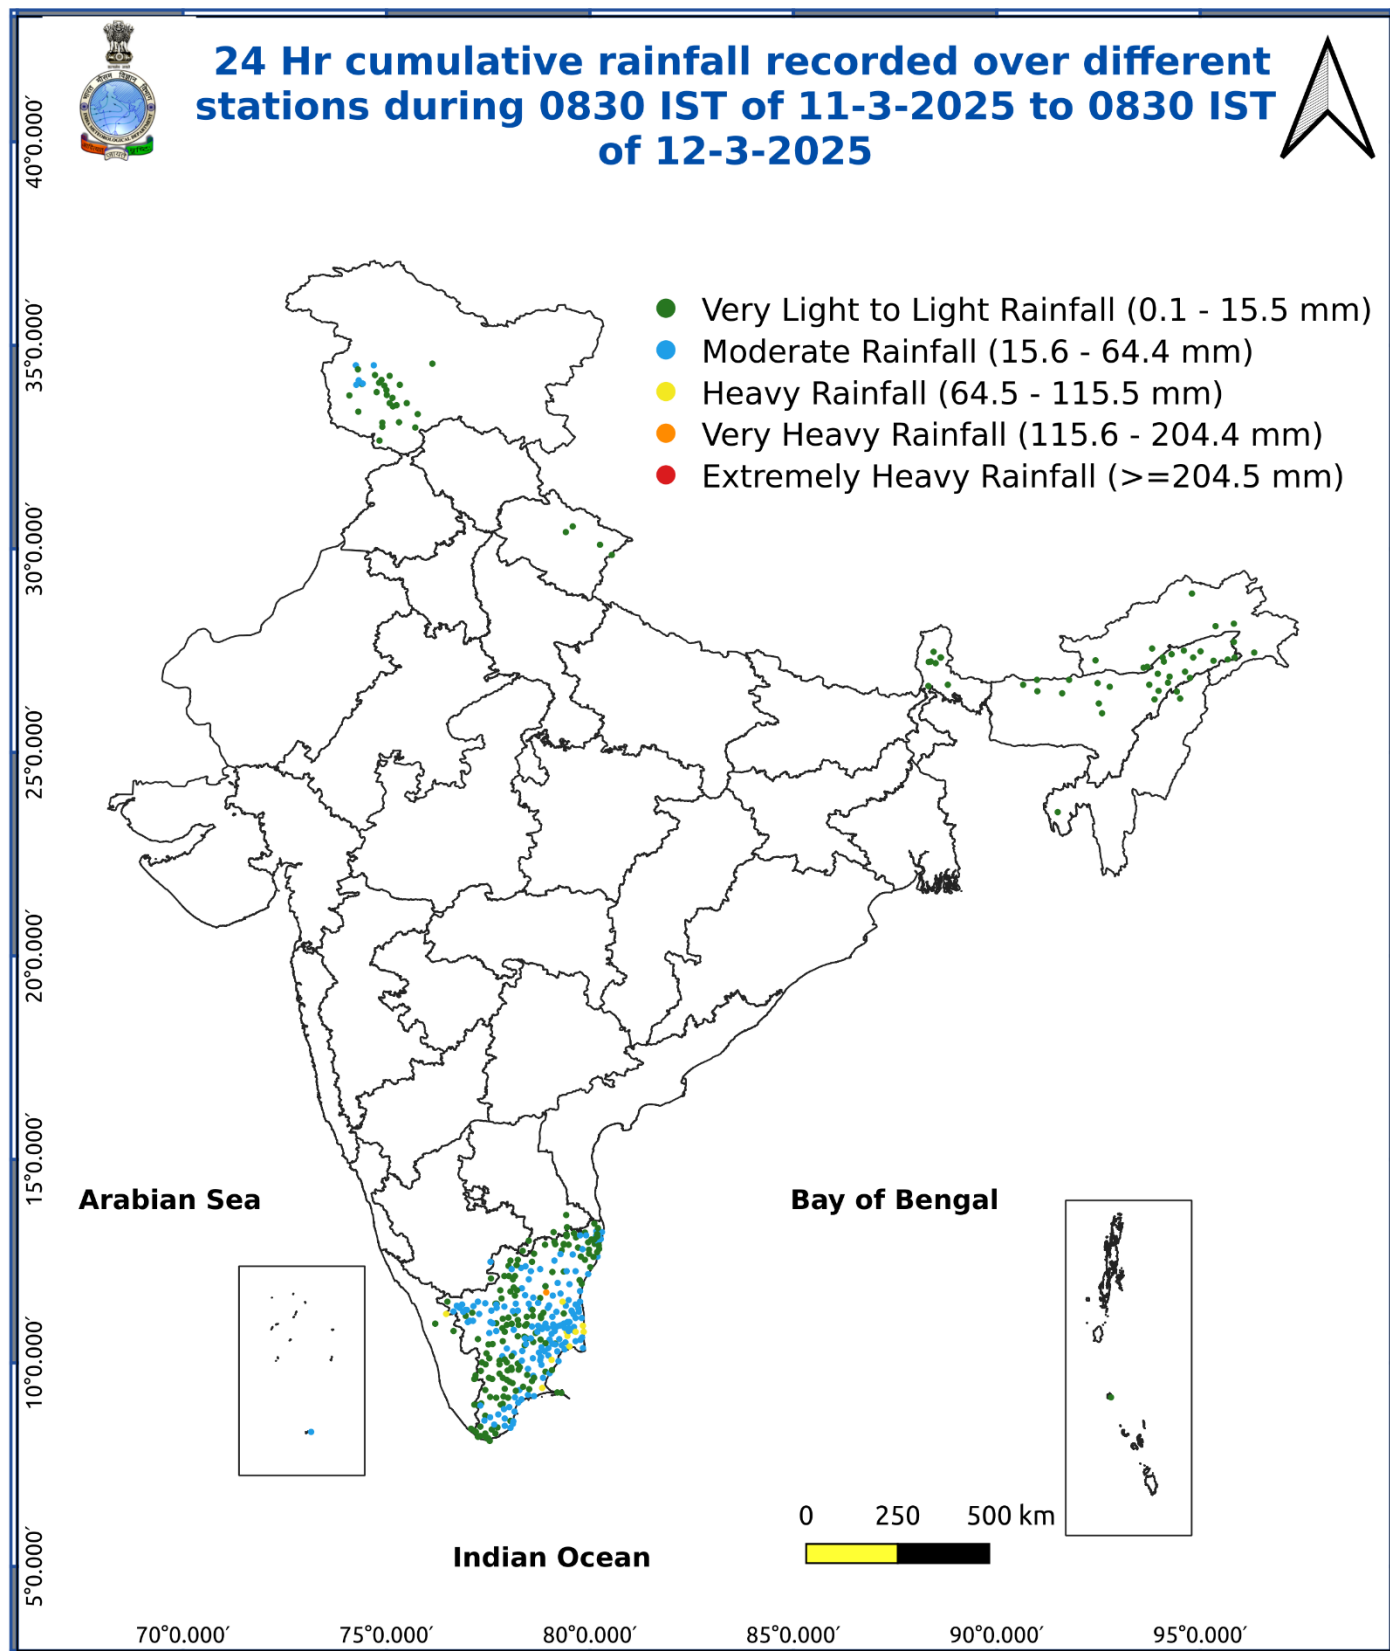 24 Hr cumulative rainfall recorded over different
stations during 0830 IST of 11-3-2025 to 0830 IST
of 12-3-2025
Very Light to Light Rainfall (0.1 - 15.5 mm)
Moderate Rainfall (15.6 - 64.4 mm)
Heavy Rainfall (64.5 - 115.5 mm)
Very Heavy Rainfall (115.6 - 204.4 mm)
Extremely Heavy Rainfall (>=204.5 mm)
40°0.000′
35°0.000′
30°0.000′
25°0.000′
20°0.000′
15°0.000′
10°0.000′
5°0.000′
Arabian Sea
Bay of Bengal
Indian Ocean
0 250 500 km
70°0.000′ 75°0.000′ 80°0.000′ 85°0.000′ 90°0.000′ 95°0.000′